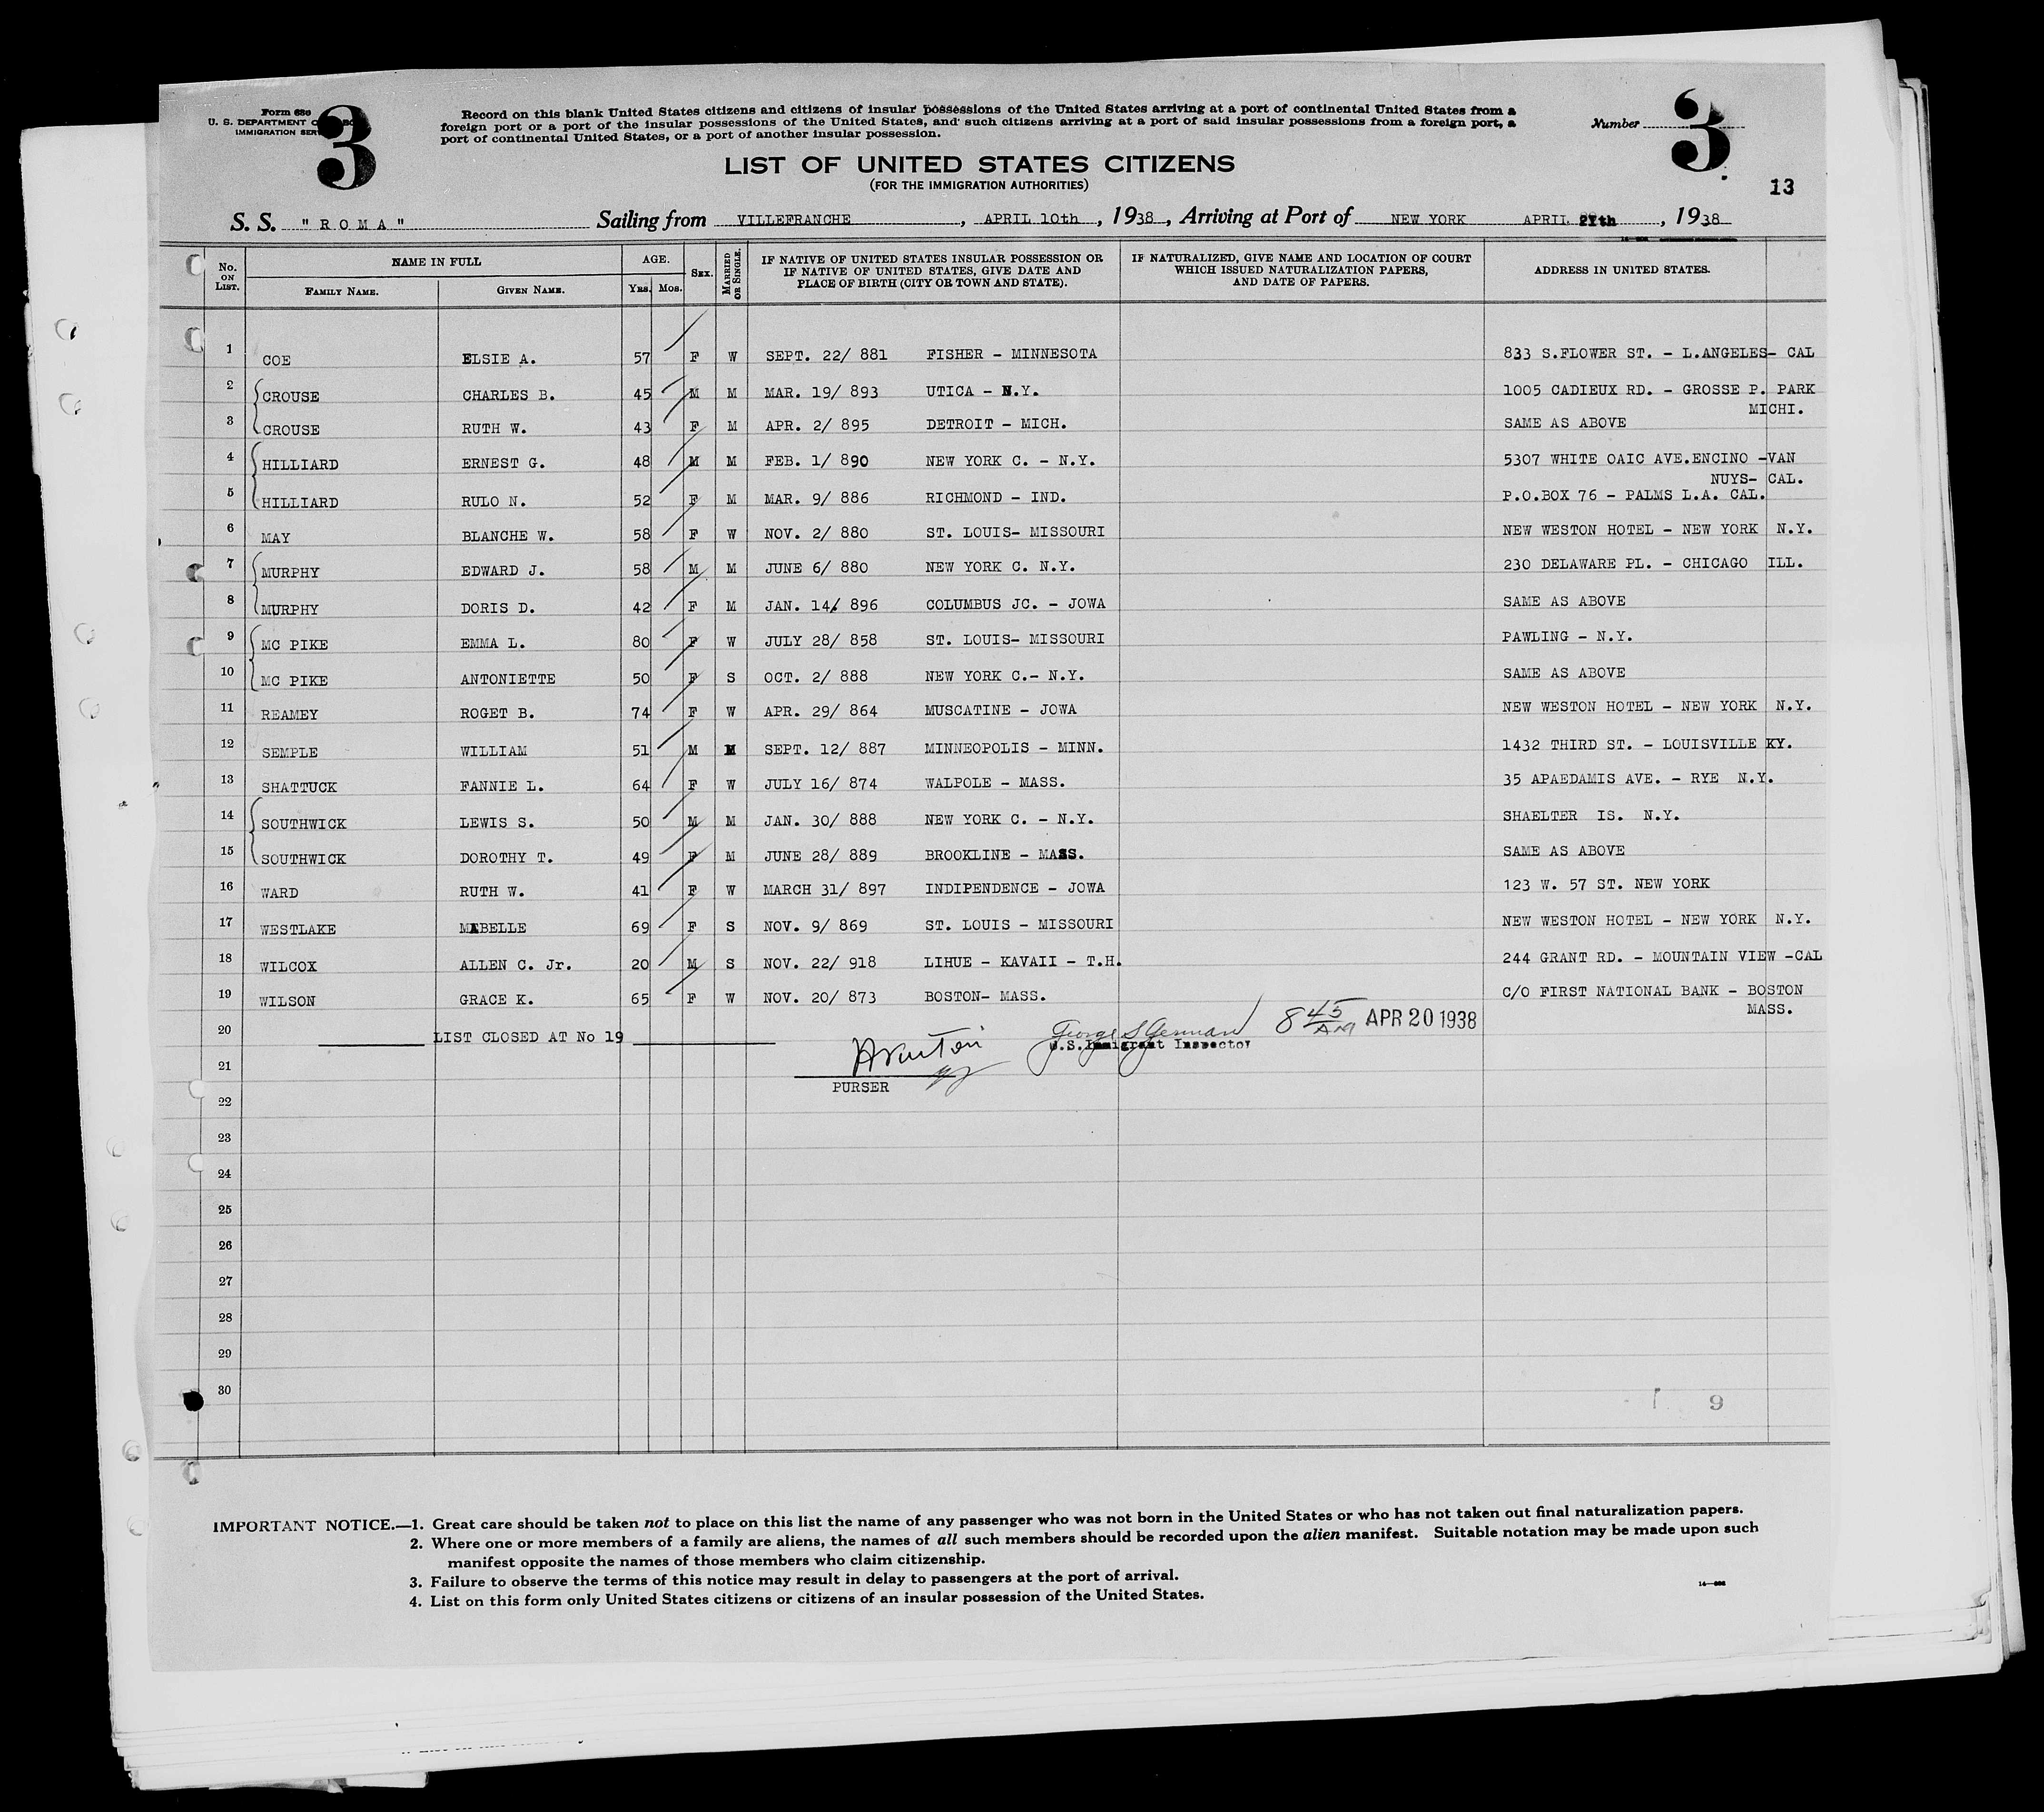 Form 630
U. S. DEPARTMENT
IMMIGRATION
3
Record on this blank United States citizens and citizens of insular possessions of the United States arriving at a port of continental United States from a
foreign port or a port of the insular possessions of the United States, and such citizens arriving at a port of said insular possessions from a foreign port, a
port of continental United States, or a port of another insular possession.
Number 3
LIST OF UNITED STATES CITIZENS
(FOR THE IMMIGRATION AUTHORITIES)
13
S. S. "ROMA" Sailing from VILLEFRANCHE, APRIL 10th, 1938, Arriving at Port of NEW YORK APRIL, 1938
No. ON LIST. NAME IN FULL FAMILY NAME. GIVEN NAME. AGE. YRS. MOS. SEX. MARRIED OR SINGLE. IF NATIVE OF UNITED STATES INSULAR POSSESSION OR IF NATIVE OF UNITED STATES, GIVE DATE AND PLACE OF BIRTH (CITY OR TOWN AND STATE). IF NATURALIZED, GIVE NAME AND LOCATION OF COURT WHICH ISSUED NATURALIZATION PAPERS, AND DATE OF PAPERS. ADDRESS IN UNITED STATES.
1 COE ELSIE A. 57 F W SEPT. 22/ 881 FISHER - MINNESOTA 833 S.FLOWER ST. - L.ANGELES- CAL
2 CROUSE CHARLES B. 45 M M MAR. 19/ 893 UTICA - N.Y. 1005 CADIEUX RD. - GROSSE P. PARK
MICHI.
3 CROUSE RUTH W. 43 F M APR. 2/ 895 DETROIT - MICH. SAME AS ABOVE
4 HILLIARD ERNEST G. 48 M M FEB. 1/ 890 NEW YORK C. - N.Y. 5307 WHITE OAIC AVE.ENCINO -VAN
NUYS- CAL.
5 HILLIARD RULO N. 52 F M MAR. 9/ 886 RICHMOND - IND. P.O.BOX 76 - PALMS L.A. CAL.
6 MAY BLANCHE W. 58 F W NOV. 2/ 880 ST. LOUIS- MISSOURI NEW WESTON HOTEL - NEW YORK N.Y.
7 MURPHY EDWARD J. 58 M M JUNE 6/ 880 NEW YORK C. N.Y. 230 DELAWARE PL. - CHICAGO ILL.
8 MURPHY DORIS D. 42 F M JAN. 14/ 896 COLUMBUS JC. - JOWA SAME AS ABOVE
9 MC PIKE EMMA L. 80 F W JULY 28/ 858 ST. LOUIS- MISSOURI PAWLING - N.Y.
10 MC PIKE ANTONIETTE 50 F S OCT. 2/ 888 NEW YORK C.- N.Y. SAME AS ABOVE
11 REAMEY ROGET B. 74 F W APR. 29/ 864 MUSCATINE - JOWA NEW WESTON HOTEL - NEW YORK N.Y.
12 SEMPLE WILLIAM 51 M M SEPT. 12/ 887 MINNEOPOLIS - MINN. 1432 THIRD ST. - LOUISVILLE KY.
13 SHATTUCK FANNIE L. 64 F W JULY 16/ 874 WALPOLE - MASS. 35 APAEDAMIS AVE. - RYE N.Y.
14 SOUTHWICK LEWIS S. 50 M M JAN. 30/ 888 NEW YORK C. - N.Y. SHAELTER IS. N.Y.
15 SOUTHWICK DOROTHY T. 49 F M JUNE 28/ 889 BROOKLINE - MASS. SAME AS ABOVE
16 WARD RUTH W. 41 F W MARCH 31/ 897 INDIPENDENCE - JOWA 123 W. 57 ST. NEW YORK
17 WESTLAKE MABELLE 69 F S NOV. 9/ 869 ST. LOUIS - MISSOURI NEW WESTON HOTEL - NEW YORK N.Y.
18 WILCOX ALLEN C. Jr. 20 M S NOV. 22/ 918 LIHUE - KAVAII - T.H. 244 GRANT RD. - MOUNTAIN VIEW -CAL
19 WILSON GRACE K. 65 F W NOV. 20/ 873 BOSTON- MASS. C/O FIRST NATIONAL BANK - BOSTON
MASS.
20 LIST CLOSED AT No 19 George S German 8 45 AM APR 20 1938
U.S. Immigrant Inspector
21
PURSER
22
23
24
25
26
27
28
29
30
9
IMPORTANT NOTICE.—1. Great care should be taken not to place on this list the name of any passenger who was not born in the United States or who has not taken out final naturalization papers.
2. Where one or more members of a family are aliens, the names of all such members should be recorded upon the alien manifest. Suitable notation may be made upon such
manifest opposite the names of those members who claim citizenship.
3. Failure to observe the terms of this notice may result in delay to passengers at the port of arrival.
4. List on this form only United States citizens or citizens of an insular possession of the United States.